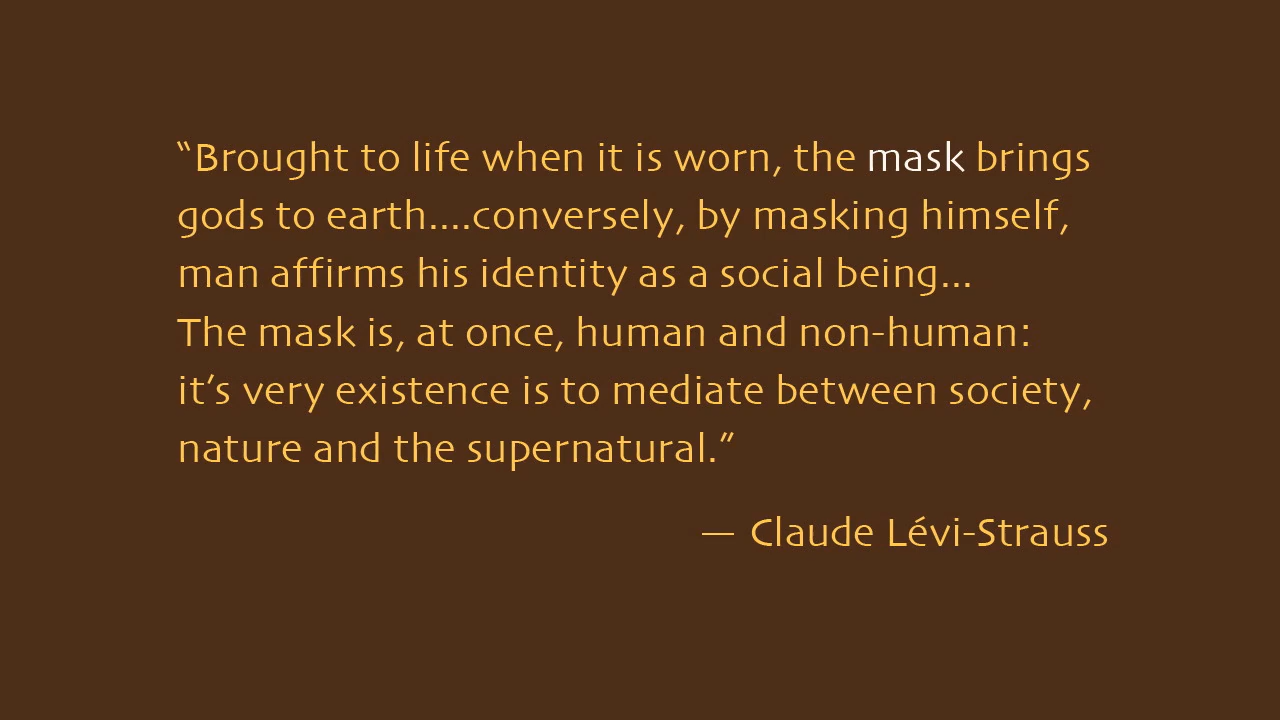 “Brought to life when it is worn, the mask brings
gods to earth....conversely, by masking himself,
man affirms his identity as a social being...
The mask is, at once, human and non-human:
it’s very existence is to mediate between society,
nature and the supernatural.”
— Claude Lévi-Strauss